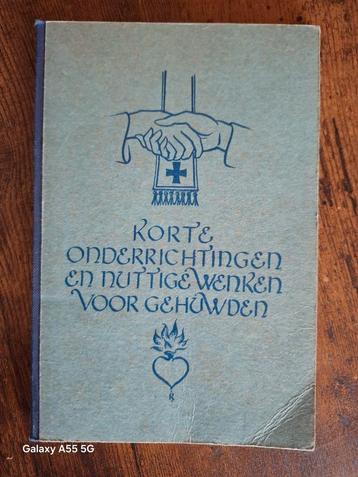 KORTE
ONDERRICHTINGEN
EN NUTTIGE WENKEN
VOOR GEHUWDEN
R
Galaxy A55 5G